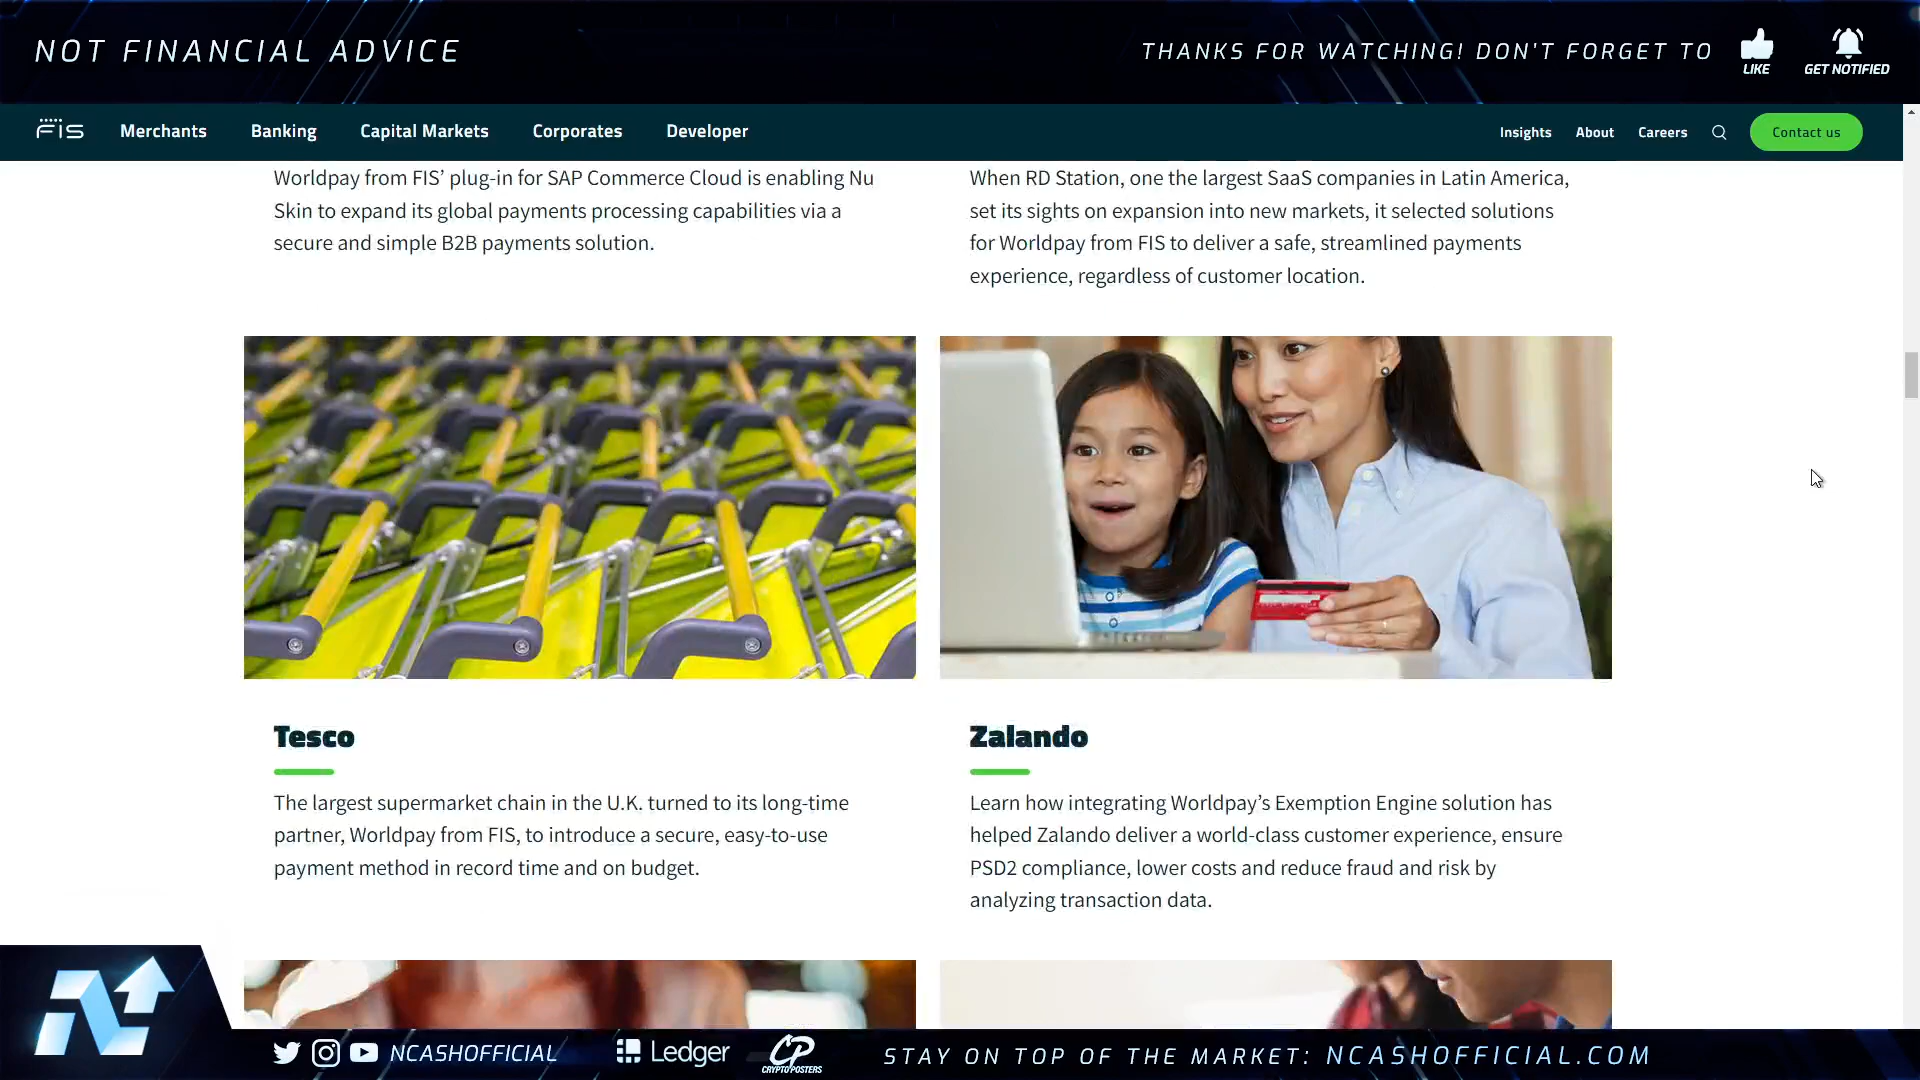 NOT FINANCIAL ADVICE
THANKS FOR WATCHING! DON'T FORGET TO
LIKE
GET NOTIFIED
FIS
Merchants
Banking
Capital Markets
Corporates
Developer
Insights
About
Careers
Contact us
Worldpay from FIS’ plug-in for SAP Commerce Cloud is enabling Nu
Skin to expand its global payments processing capabilities via a
secure and simple B2B payments solution.
When RD Station, one the largest SaaS companies in Latin America,
set its sights on expansion into new markets, it selected solutions
for Worldpay from FIS to deliver a safe, streamlined payments
experience, regardless of customer location.
Tesco
The largest supermarket chain in the U.K. turned to its long-time
partner, Worldpay from FIS, to introduce a secure, easy-to-use
payment method in record time and on budget.
Zalando
Learn how integrating Worldpay’s Exemption Engine solution has
helped Zalando deliver a world-class customer experience, ensure
PSD2 compliance, lower costs and reduce fraud and risk by
analyzing transaction data.
NCASHOFFICIAL
Ledger
CP
CRYPTOPOSTERS
STAY ON TOP OF THE MARKET: NCASHOFFICIAL.COM